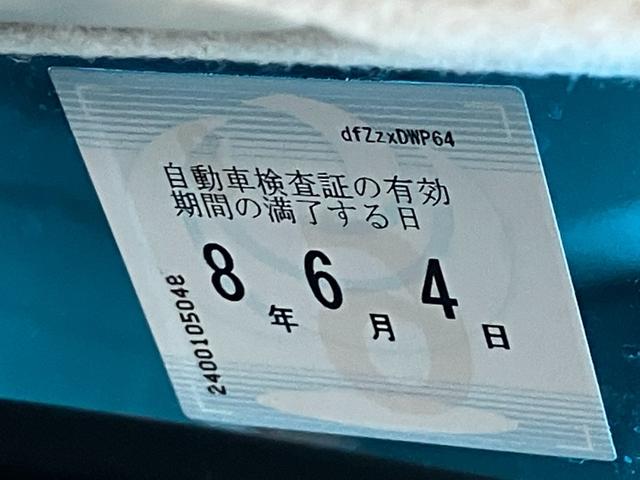 dfZzxDWP64
自動車検査証の有効
期間の満了する日
8年6月4日
2400105048